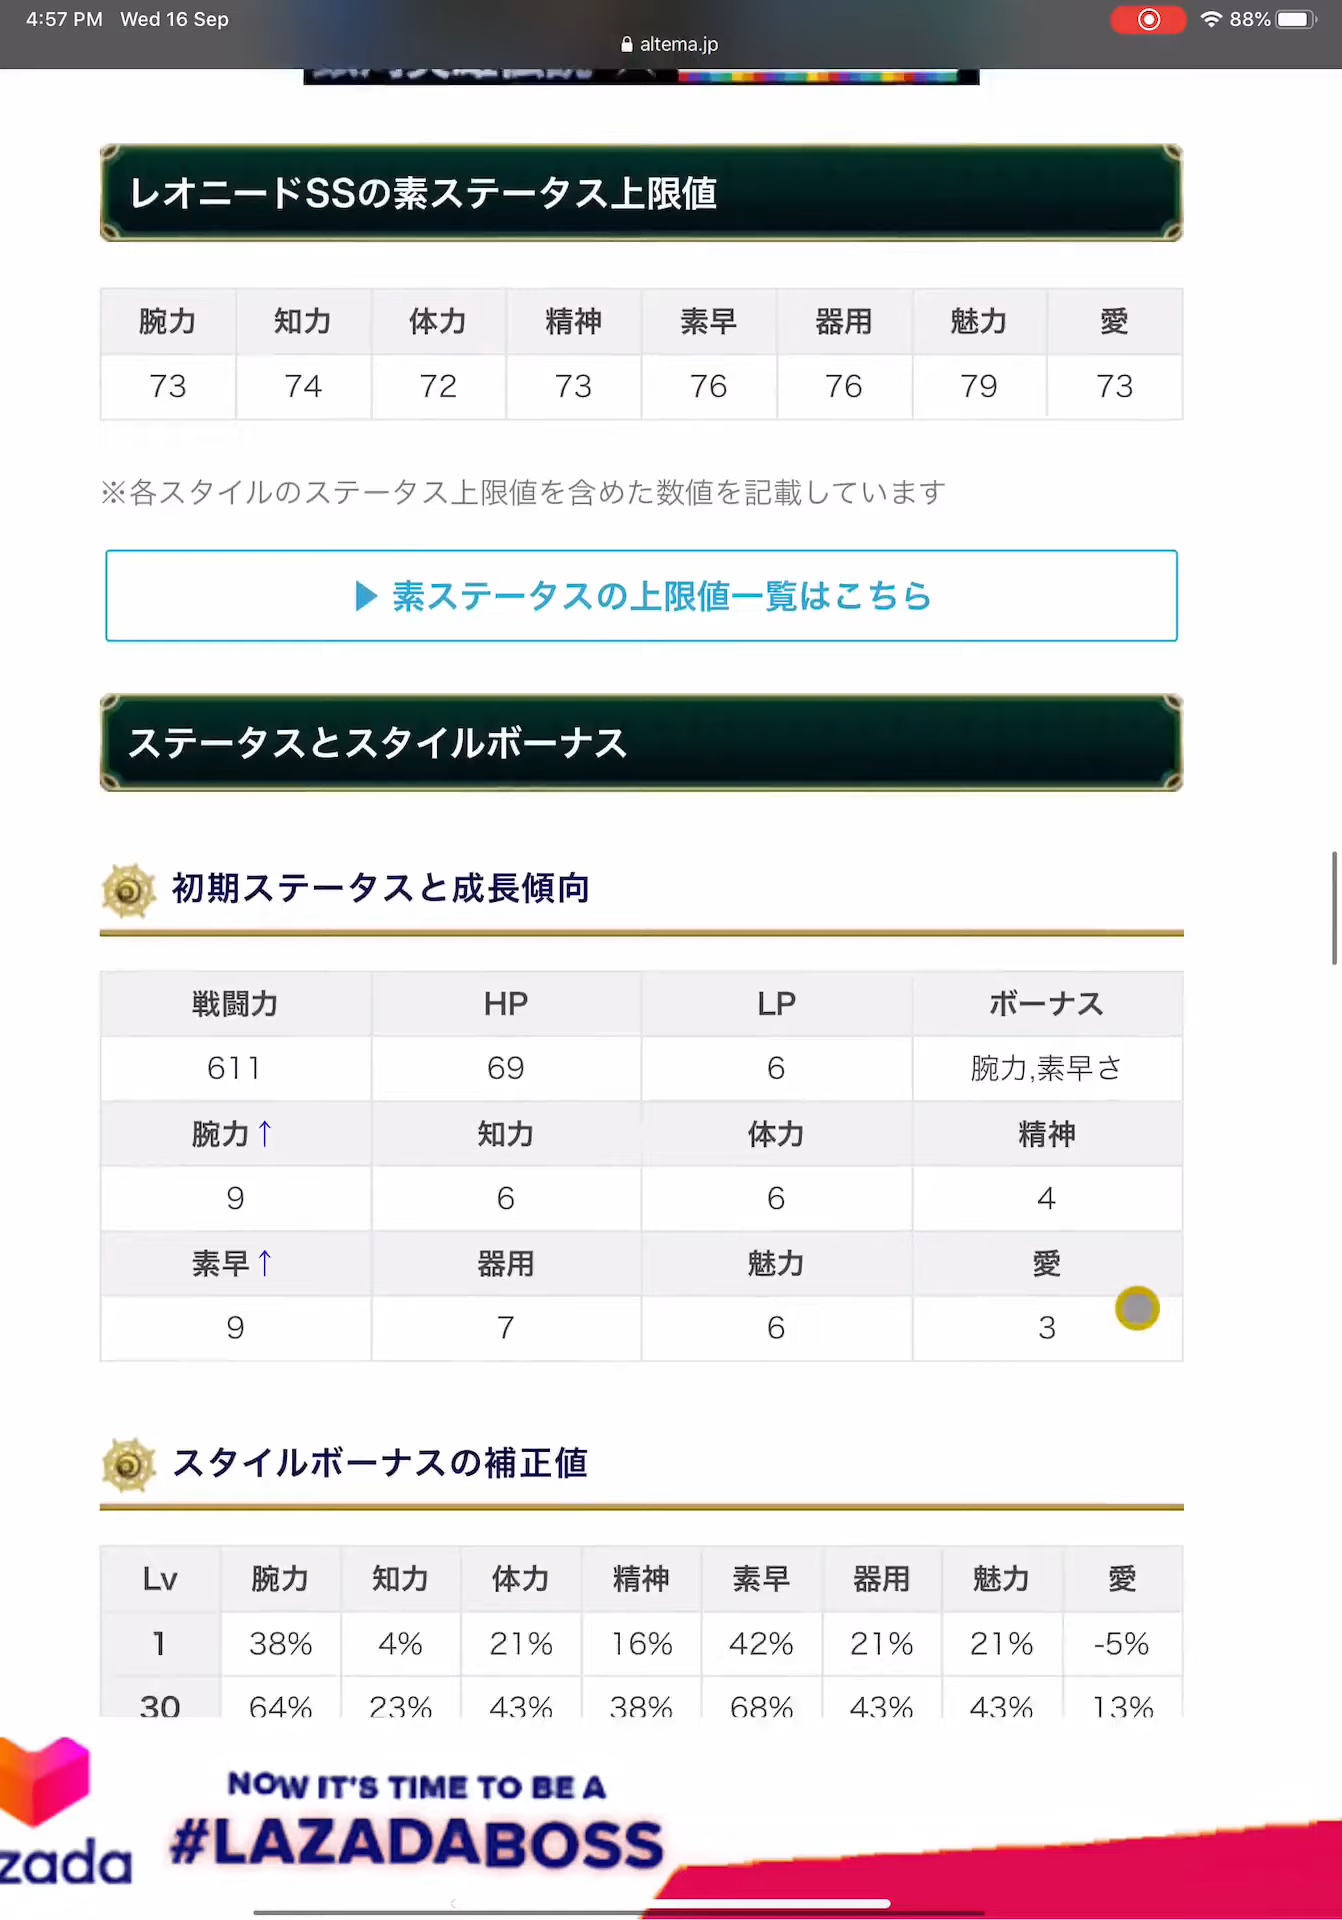 4:57 PM Wed 16 Sep
88%
altema.jp
レオニードSSの素ステータス上限値
腕力 知力 体力 精神 素早 器用 魅力 愛
73 74 72 73 76 76 79 73
※各スタイルのステータス上限値を含めた数値を記載しています
▶ 素ステータスの上限値一覧はこちら
ステータスとスタイルボーナス
初期ステータスと成長傾向
戦闘力 HP LP ボーナス
611 69 6 腕力,素早さ
腕力↑ 知力 体力 精神
9 6 6 4
素早↑ 器用 魅力 愛
9 7 6 3
スタイルボーナスの補正値
Lv 腕力 知力 体力 精神 素早 器用 魅力 愛
1 38% 4% 21% 16% 42% 21% 21% -5%
30 64% 23% 43% 38% 68% 43% 43% 13%
NOW IT'S TIME TO BE A
#LAZADABOSS
zada